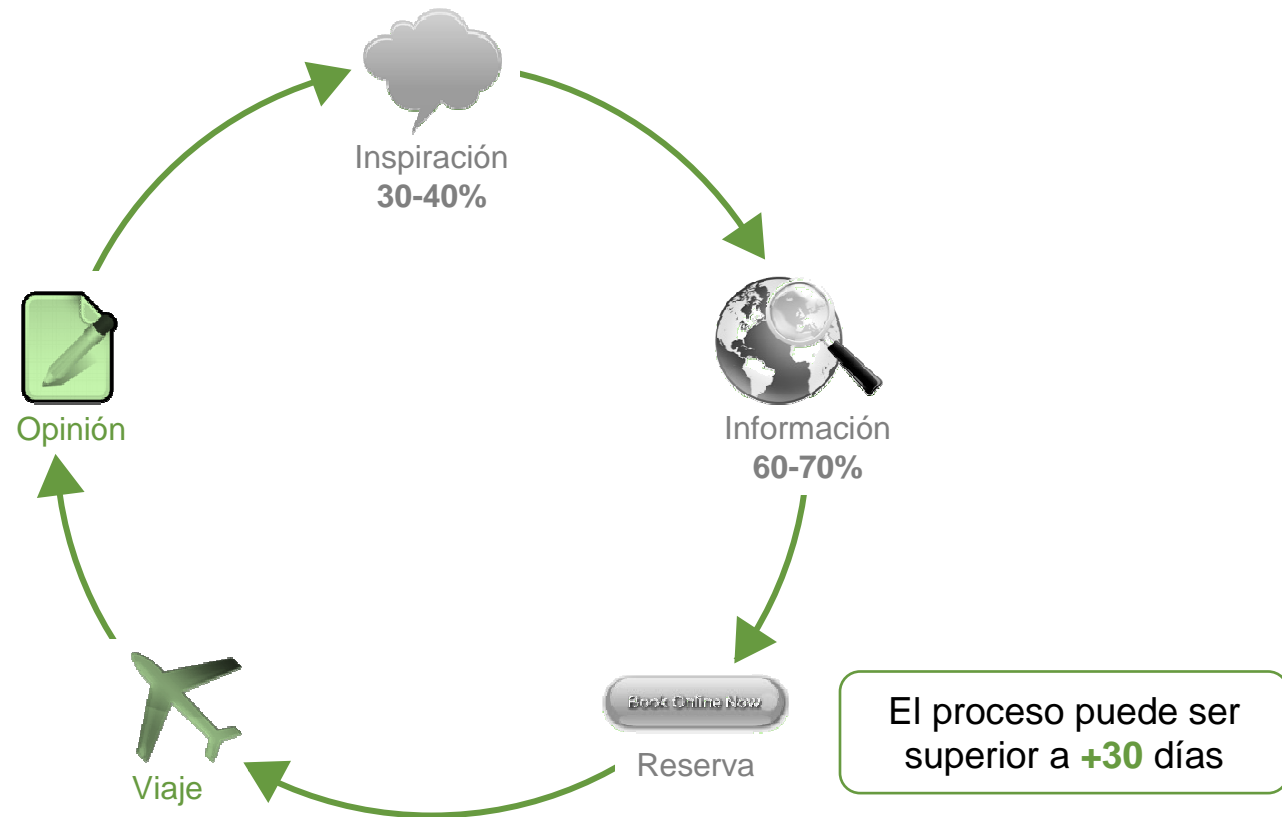 Inspiración
30-40%
Información
60-70%
Opinión
Book Online Now
Reserva
Viaje
El proceso puede ser
superior a +30 días